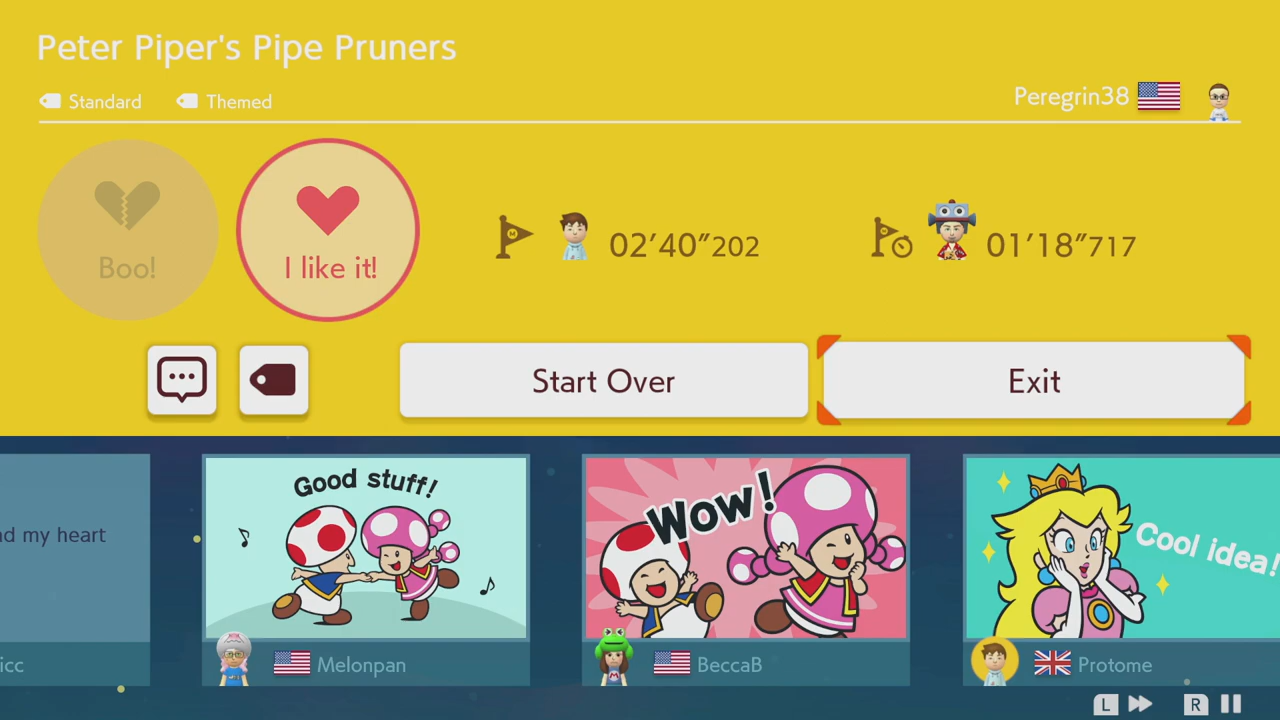 Peter Piper's Pipe Pruners
Standard Themed
Peregrin38
Boo!
I like it!
02'40"202
01'18"717
Start Over
Exit
d my heart
Good stuff!
Wow!
Cool idea!
icc
Melonpan
BeccaB
Protome
L R